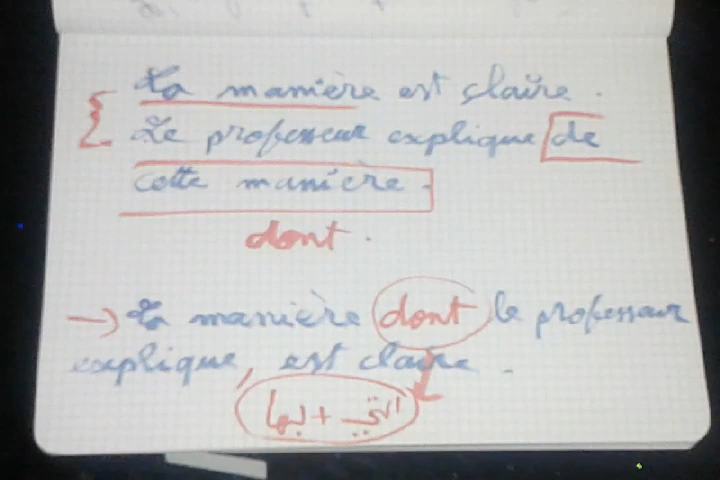 La manière est claire.
Le professeur explique de
cette manière.
dont.
→ La manière dont le professeur
explique, est claire.
التي + بها